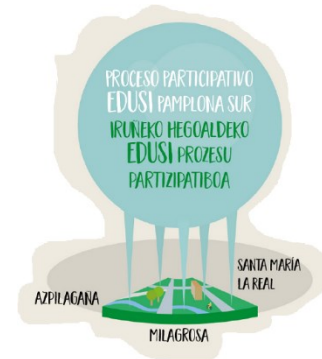 PROCESO PARTICIPATIVO
EDUSI PAMPLONA SUR
IRUÑEKO HEGOALDEKO
EDUSI PROZESU
PARTIZIPATIBOA
SANTA MARÍA
LA REAL
AZPILAGAÑA
MILAGROSA